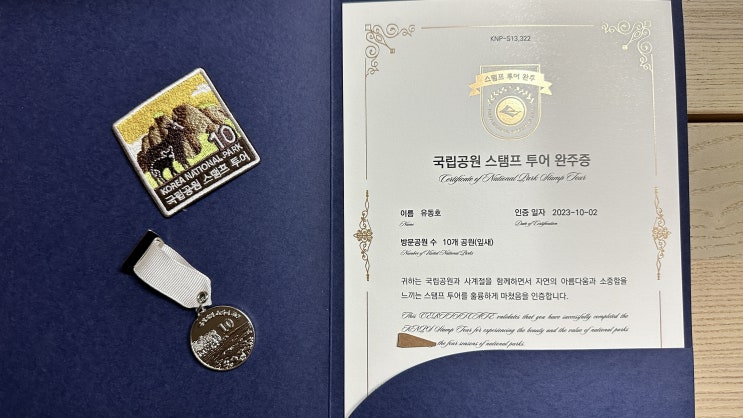 10
KOREA NATIONAL PARK
국립공원 스탬프 투어
10
KNP-S13,322
스탬프 투어 완주
국립공원 스탬프 투어 완주증
Certificate of National Park Stamp Tour
이름 유동호
Name
인증 일자 2023-10-02
Date of Certification
방문공원 수 10개 공원(잎새)
Number of Visited National Parks
귀하는 국립공원과 사계절을 함께하면서 자연의 아름다움과 소중함을
느끼는 스탬프 투어를 훌륭하게 마쳤음을 인증합니다.
This CERTIFICATE validates that you have successfully completed the
Stamp Tour for experiencing the beauty and the value of national parks
the four seasons of national parks.